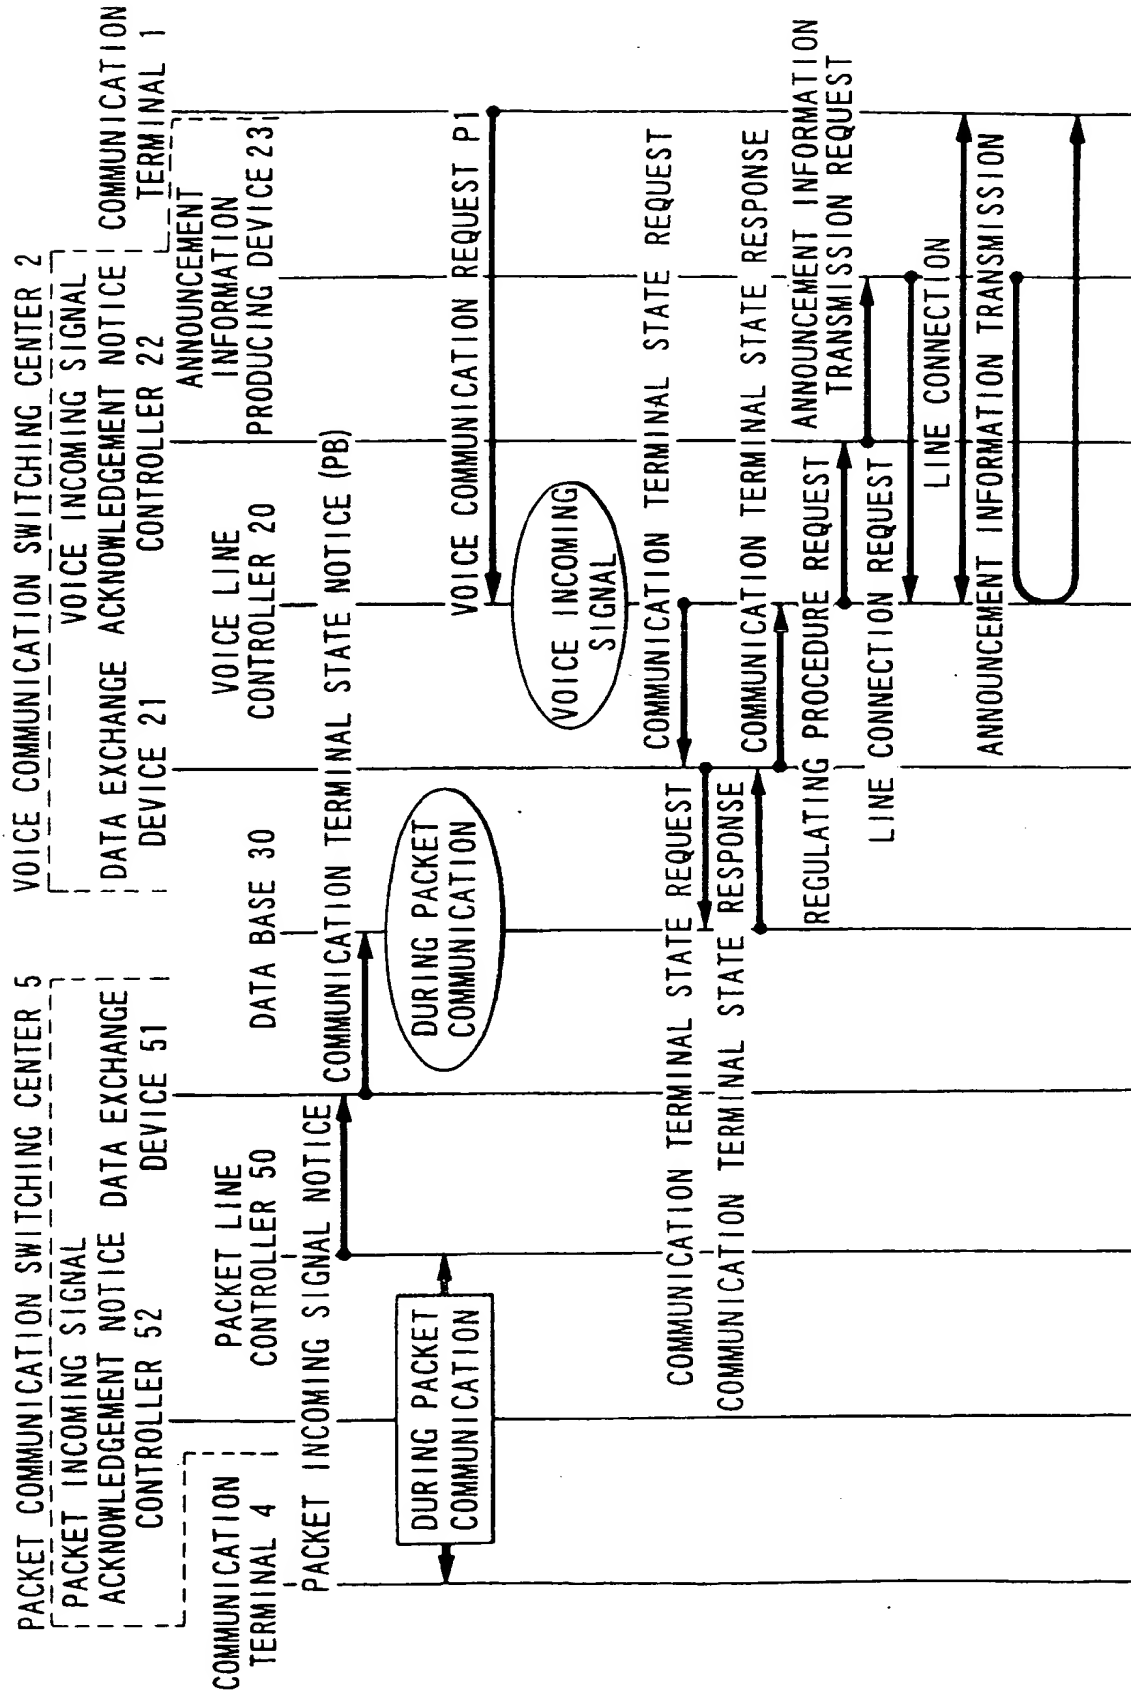 PACKET COMMUNICATION SWITCHING CENTER 5
PACKET INCOMING SIGNAL
ACKNOWLEDGEMENT NOTICE
CONTROLLER 52
DATA EXCHANGE
DEVICE 51
COMMUNICATION
TERMINAL 4
PACKET LINE
CONTROLLER 50
DATA BASE 30
VOICE COMMUNICATION SWITCHING CENTER 2
DATA EXCHANGE
DEVICE 21
VOICE INCOMING SIGNAL
ACKNOWLEDGEMENT NOTICE
CONTROLLER 22
VOICE LINE
CONTROLLER 20
ANNOUNCEMENT
INFORMATION
PRODUCING DEVICE 23
COMMUNICATION
TERMINAL 1
PACKET INCOMING SIGNAL NOTICE
COMMUNICATION TERMINAL STATE NOTICE (PB)
DURING PACKET
COMMUNICATION
DURING PACKET
COMMUNICATION
VOICE COMMUNICATION REQUEST P1
VOICE INCOMING
SIGNAL
COMMUNICATION TERMINAL STATE REQUEST
COMMUNICATION TERMINAL STATE REQUEST
COMMUNICATION TERMINAL STATE RESPONSE
COMMUNICATION TERMINAL STATE RESPONSE
REGULATING PROCEDURE REQUEST
ANNOUNCEMENT INFORMATION
TRANSMISSION REQUEST
LINE CONNECTION REQUEST
LINE CONNECTION
ANNOUNCEMENT INFORMATION TRANSMISSION